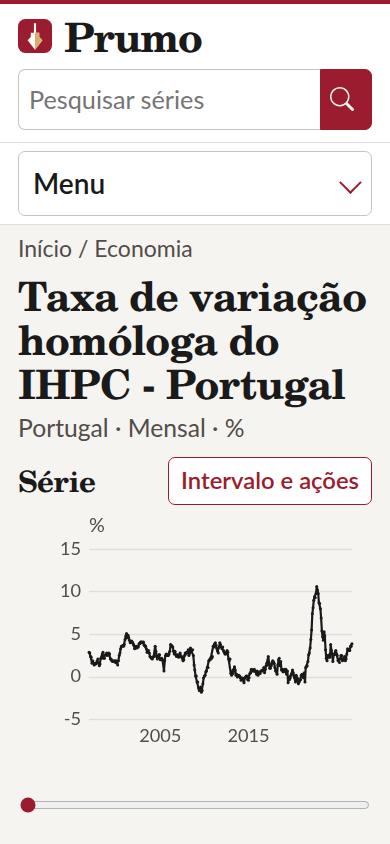 Prumo
Pesquisar séries
Menu
Início / Economia
Taxa de variação
homóloga do
IHPC - Portugal
Portugal · Mensal · %
Série
Intervalo e ações
%
15
10
5
0
-5
2005
2015